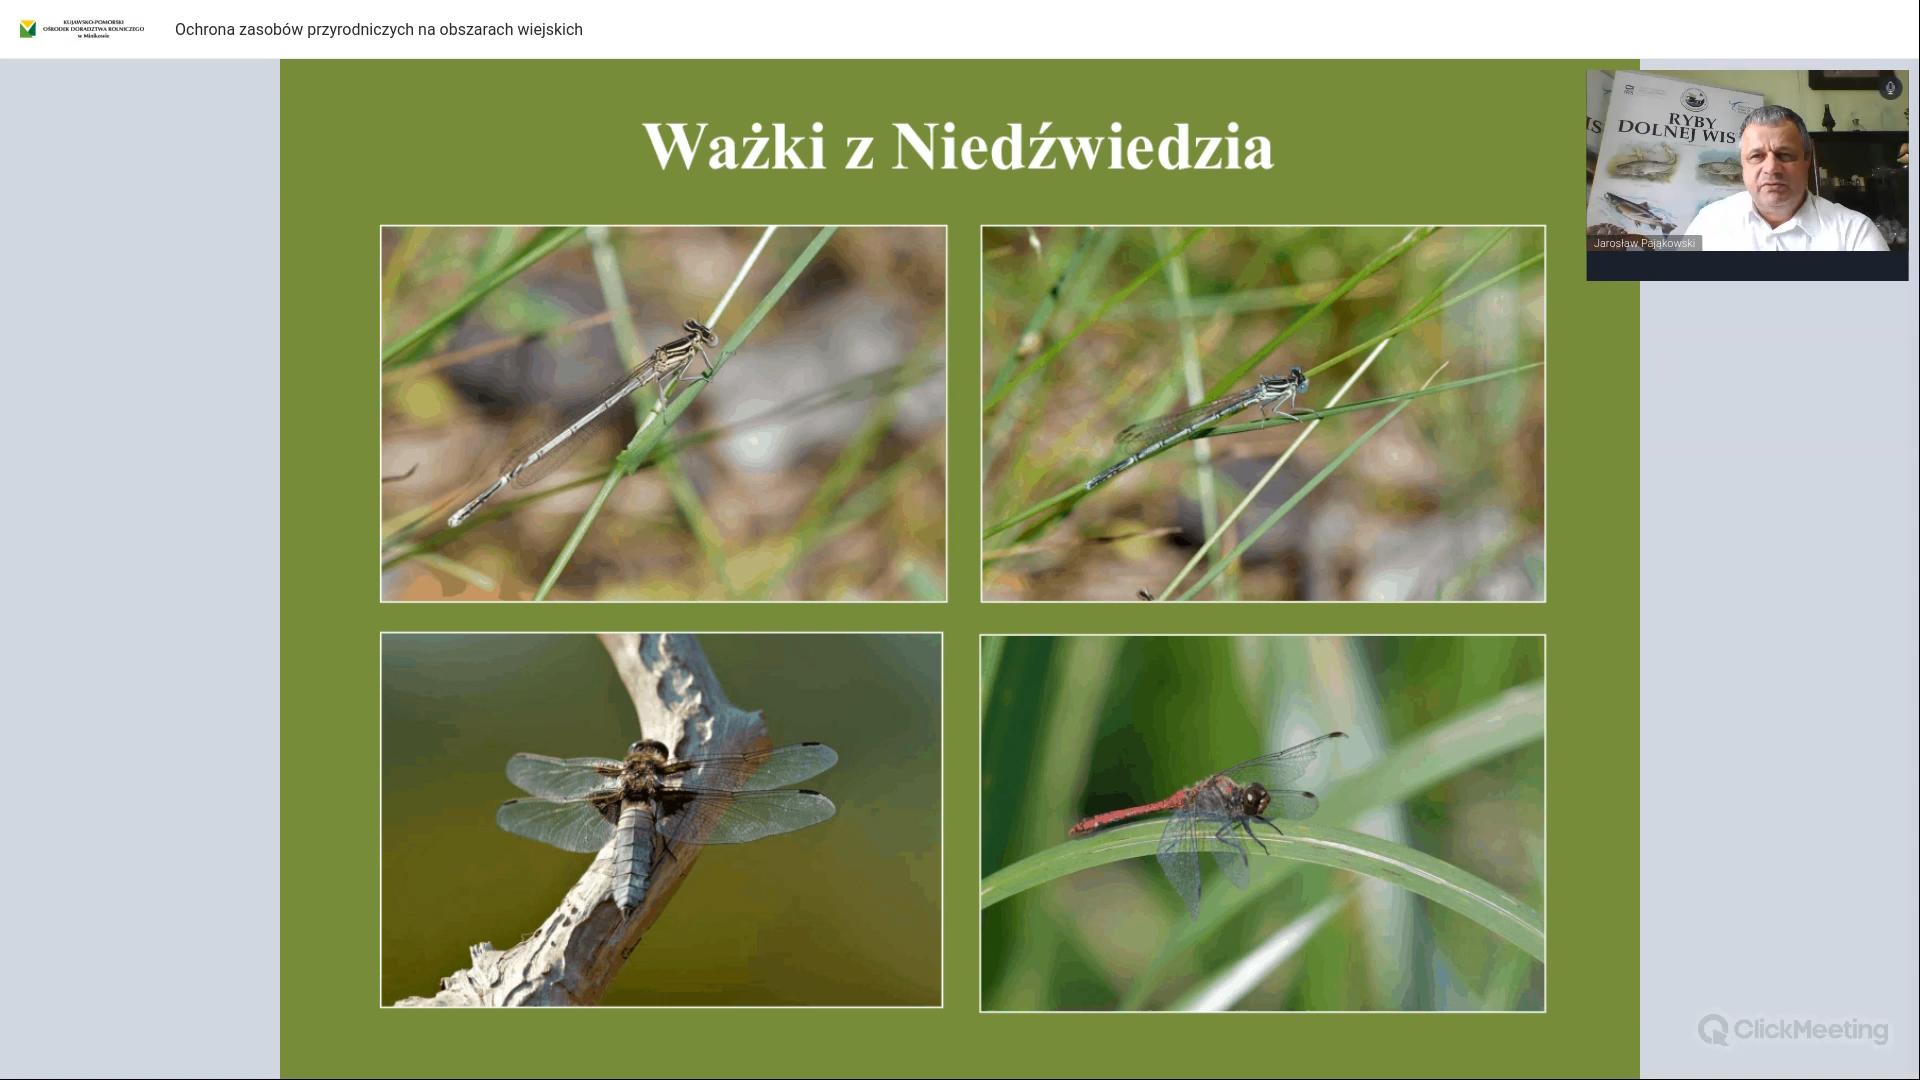 KUJAWSKO-POMORSKI
OŚRODEK DORADZTWA ROLNICZEGO
w Minikowie
Ochrona zasobów przyrodniczych na obszarach wiejskich
Ważki z Niedźwiedzia
RYBY
DOLNEJ WIS
IS
Jarosław Pająkowski
ClickMeeting